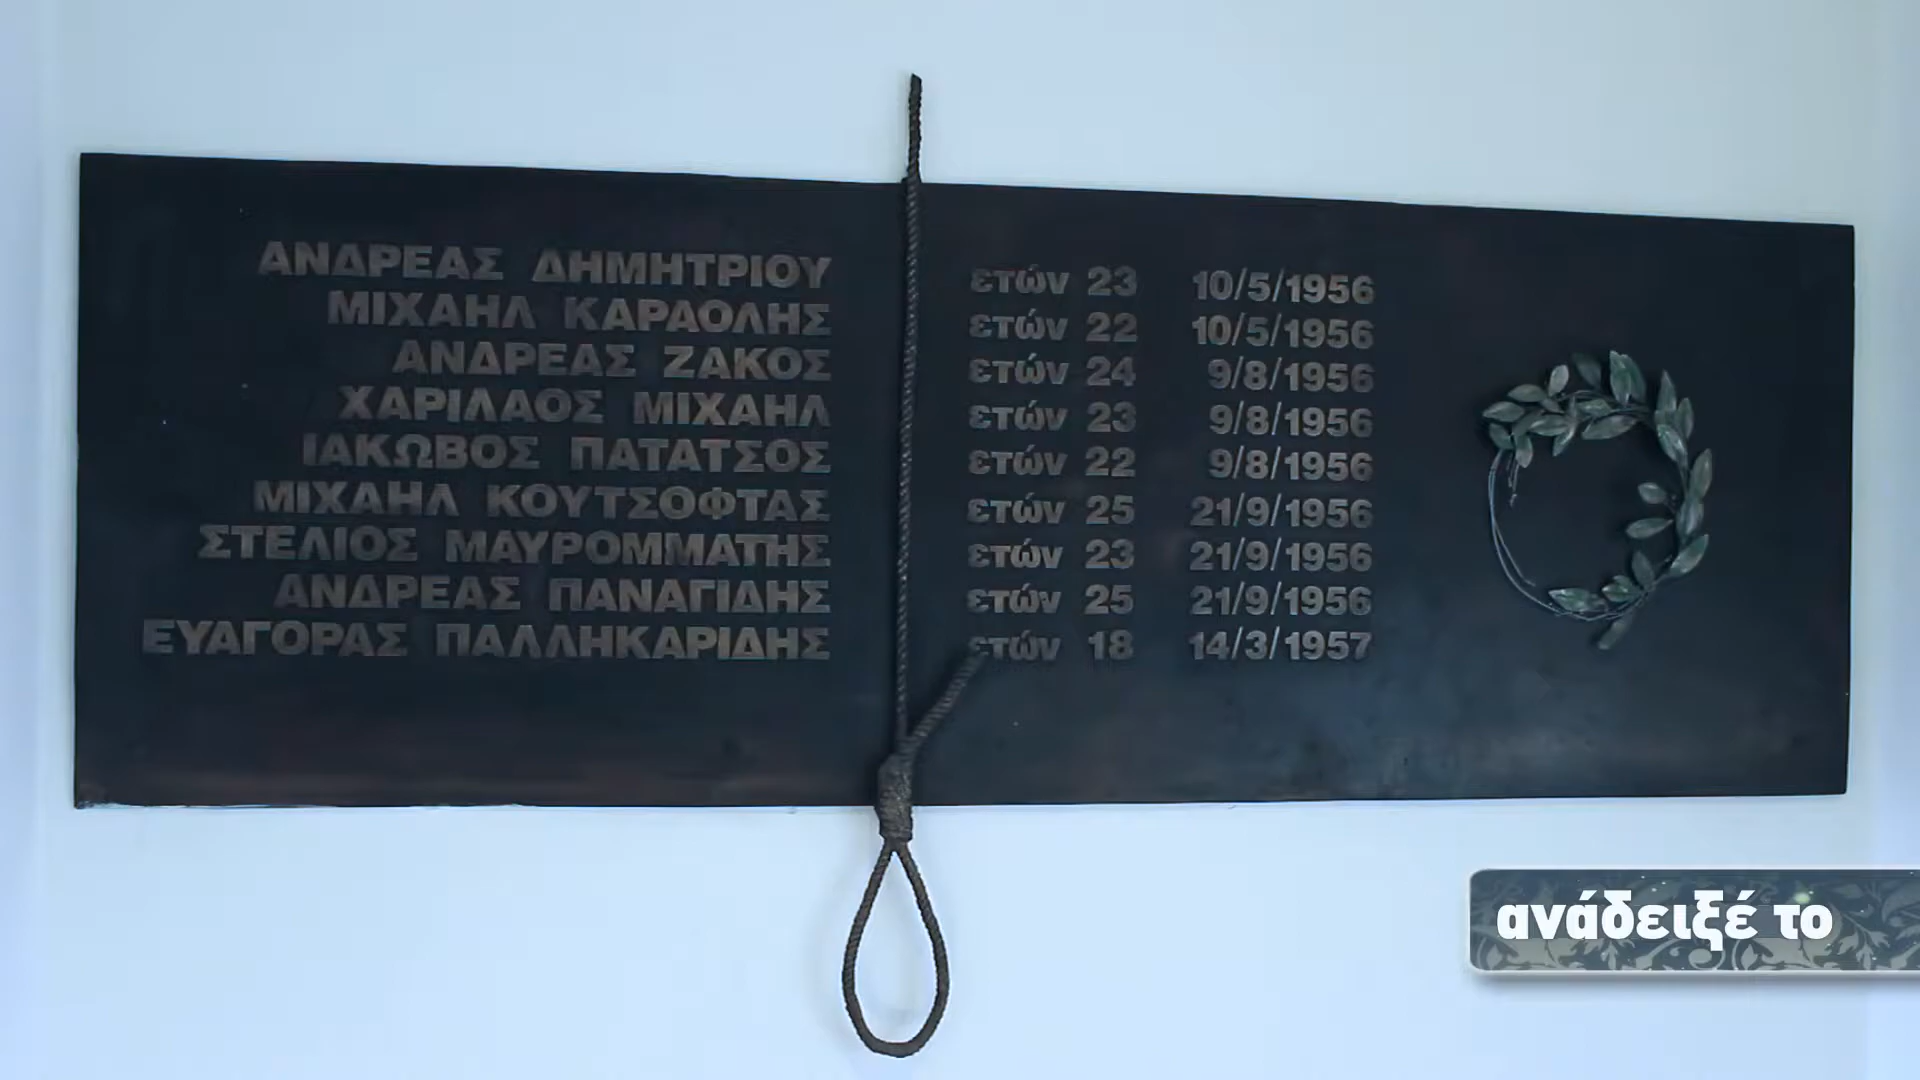 ΑΝΔΡΕΑΣ ΔΗΜΗΤΡΙΟΥ ετών 23 10/5/1956
ΜΙΧΑΗΛ ΚΑΡΑΟΛΗΣ ετών 22 10/5/1956
ΑΝΔΡΕΑΣ ΖΑΚΟΣ ετών 24 9/8/1956
ΧΑΡΙΛΑΟΣ ΜΙΧΑΗΛ ετών 23 9/8/1956
ΙΑΚΩΒΟΣ ΠΑΤΑΤΣΟΣ ετών 22 9/8/1956
ΜΙΧΑΗΛ ΚΟΥΤΣΟΦΤΑΣ ετών 25 21/9/1956
ΣΤΕΛΙΟΣ ΜΑΥΡΟΜΜΑΤΗΣ ετών 23 21/9/1956
ΑΝΔΡΕΑΣ ΠΑΝΑΓΙΔΗΣ ετών 25 21/9/1956
ΕΥΑΓΟΡΑΣ ΠΑΛΛΗΚΑΡΙΔΗΣ ετών 18 14/3/1957
ανάδειξέ το